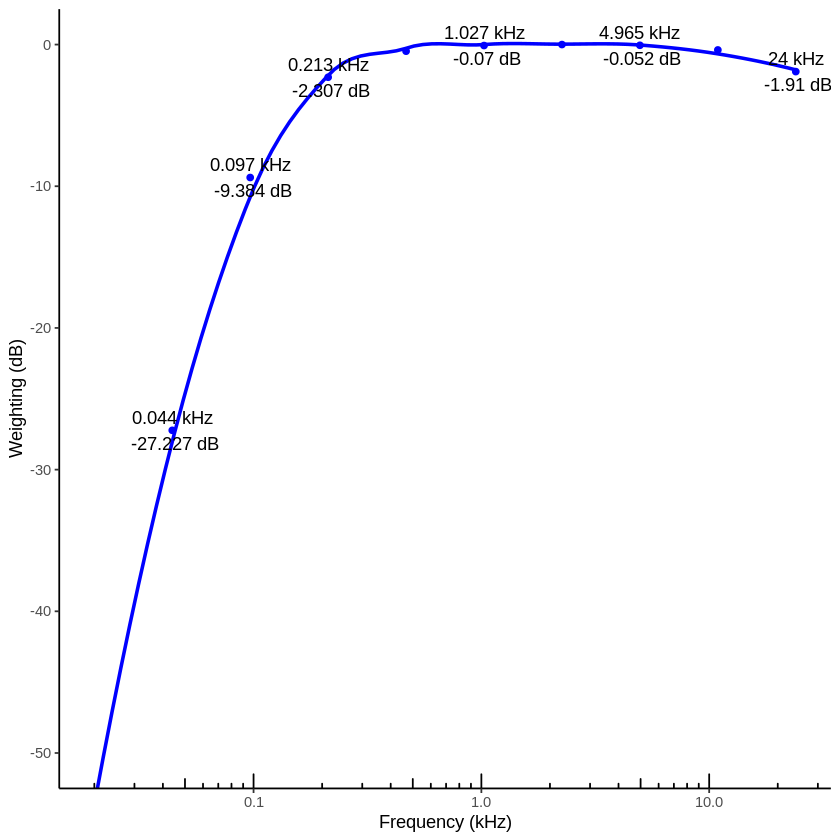 0
1.027 kHz
4.965 kHz
-0.07 dB
-0.052 dB
24 kHz
-1.91 dB
0.213 kHz
-2.307 dB
0.097 kHz
-9.384 dB
-10
-20
-30
-40
-50
0.044 kHz
-27.227 dB
Weighting (dB)
0.1
1.0
10.0
Frequency (kHz)